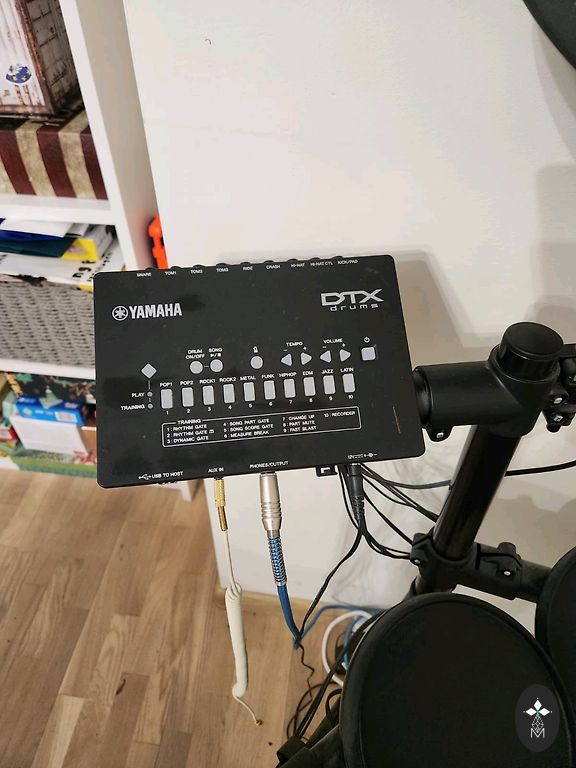 SNARE TOM1 TOM2 TOM3 RIDE CRASH HI-HAT HI-HAT CTL KICK/PAD
YAMAHA
DTX
drums
DRUM ON/OFF
SONG
TEMPO
VOLUME
- + - +
PLAY
TRAINING
POP1 POP2 ROCK1 ROCK2 METAL FUNK HIPHOP EDM JAZZ LATIN
1 2 3 4 5 6 7 8 9 10
TRAINING
1 : RHYTHM GATE 4 : SONG PART GATE 7 : CHANGE UP 10 : RECORDER
2 : RHYTHM GATE 5 : SONG SCORE GATE 8 : PART MUTE
3 : DYNAMIC GATE 6 : MEASURE BREAK 9 : FAST BLAST
USB TO HOST AUX IN PHONES/OUTPUT 12V
M